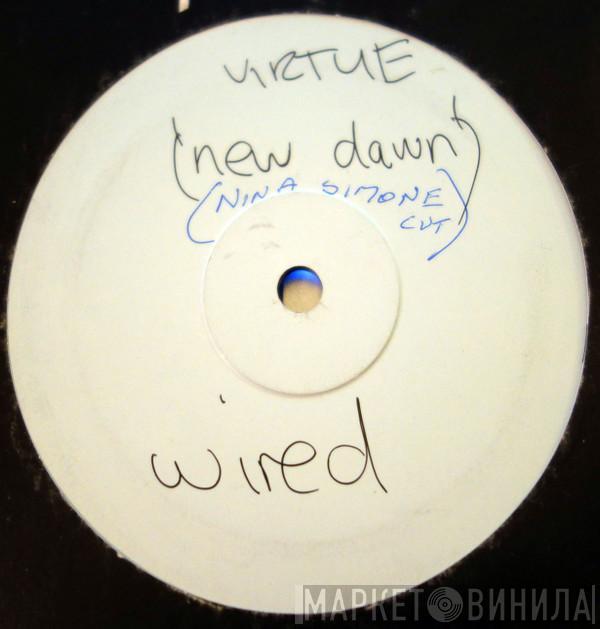 VIRTUE
(new dawn)
(NINA SIMONE
CUT)
wired
МАРКЕТ ВИНИЛА